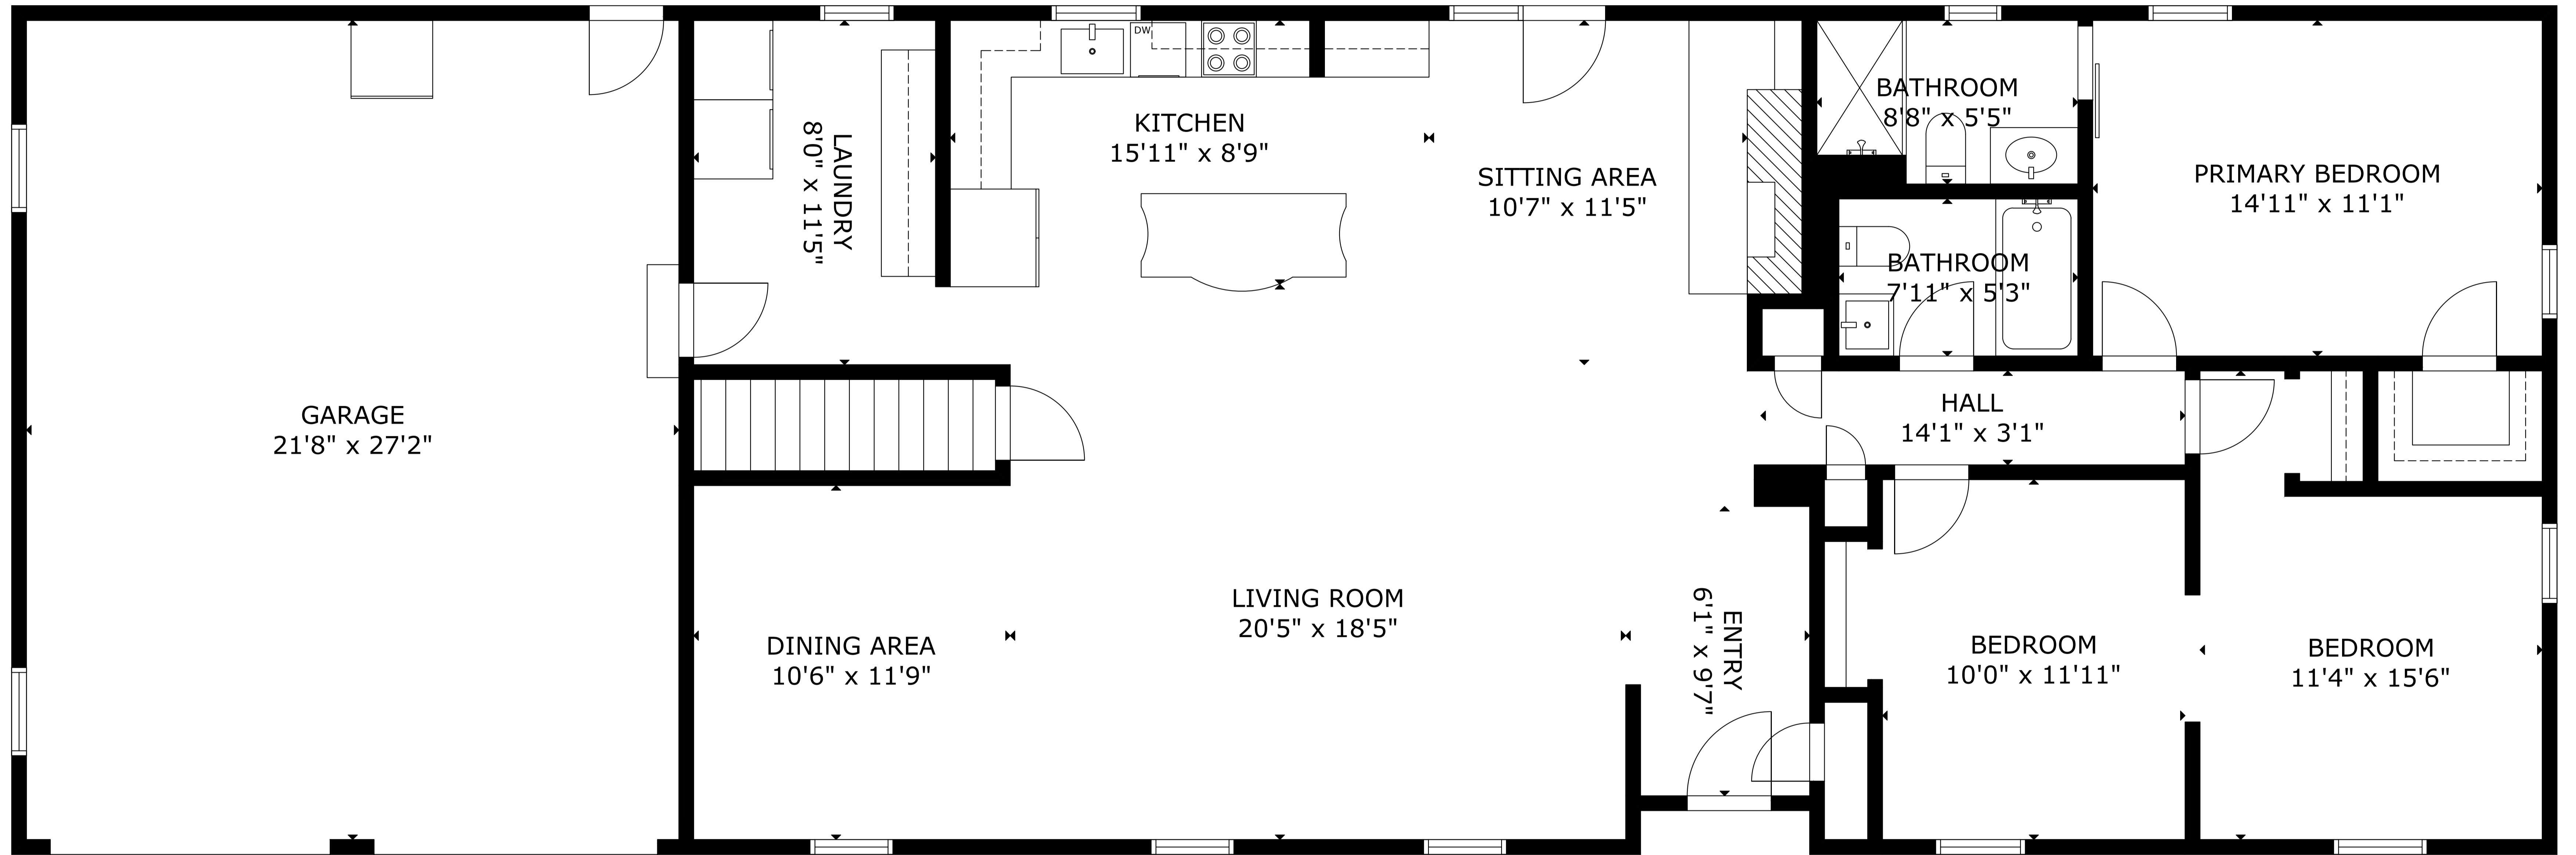 DW
BATHROOM
8'8" x 5'5"
KITCHEN
15'11" x 8'9"
LAUNDRY
8'0" x 11'5"
SITTING AREA
10'7" x 11'5"
PRIMARY BEDROOM
14'11" x 11'1"
BATHROOM
7'11" x 5'3"
GARAGE
21'8" x 27'2"
HALL
14'1" x 3'1"
LIVING ROOM
20'5" x 18'5"
DINING AREA
10'6" x 11'9"
ENTRY
6'1" x 9'7"
BEDROOM
10'0" x 11'11"
BEDROOM
11'4" x 15'6"